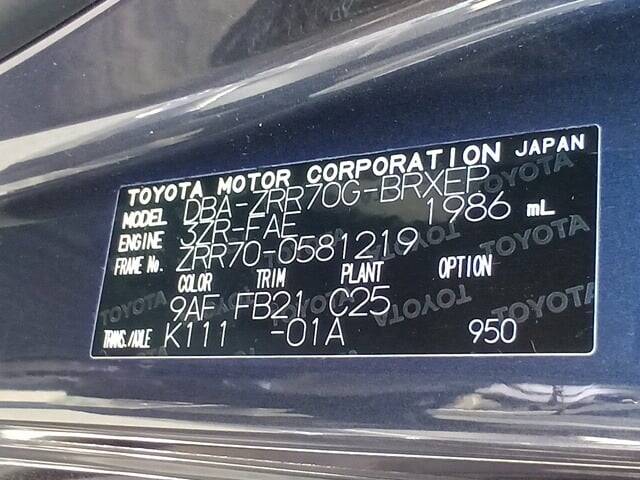 TOYOTA MOTOR CORPORATION JAPAN
MODEL DBA-ZRR70G-BRXEP
ENGINE 3ZR-FAE 1986 mL
FRAME No. ZRR70-0581219
COLOR TRIM PLANT OPTION
9AF FB21 C25
TRANS./AXLE K111 -01A 950